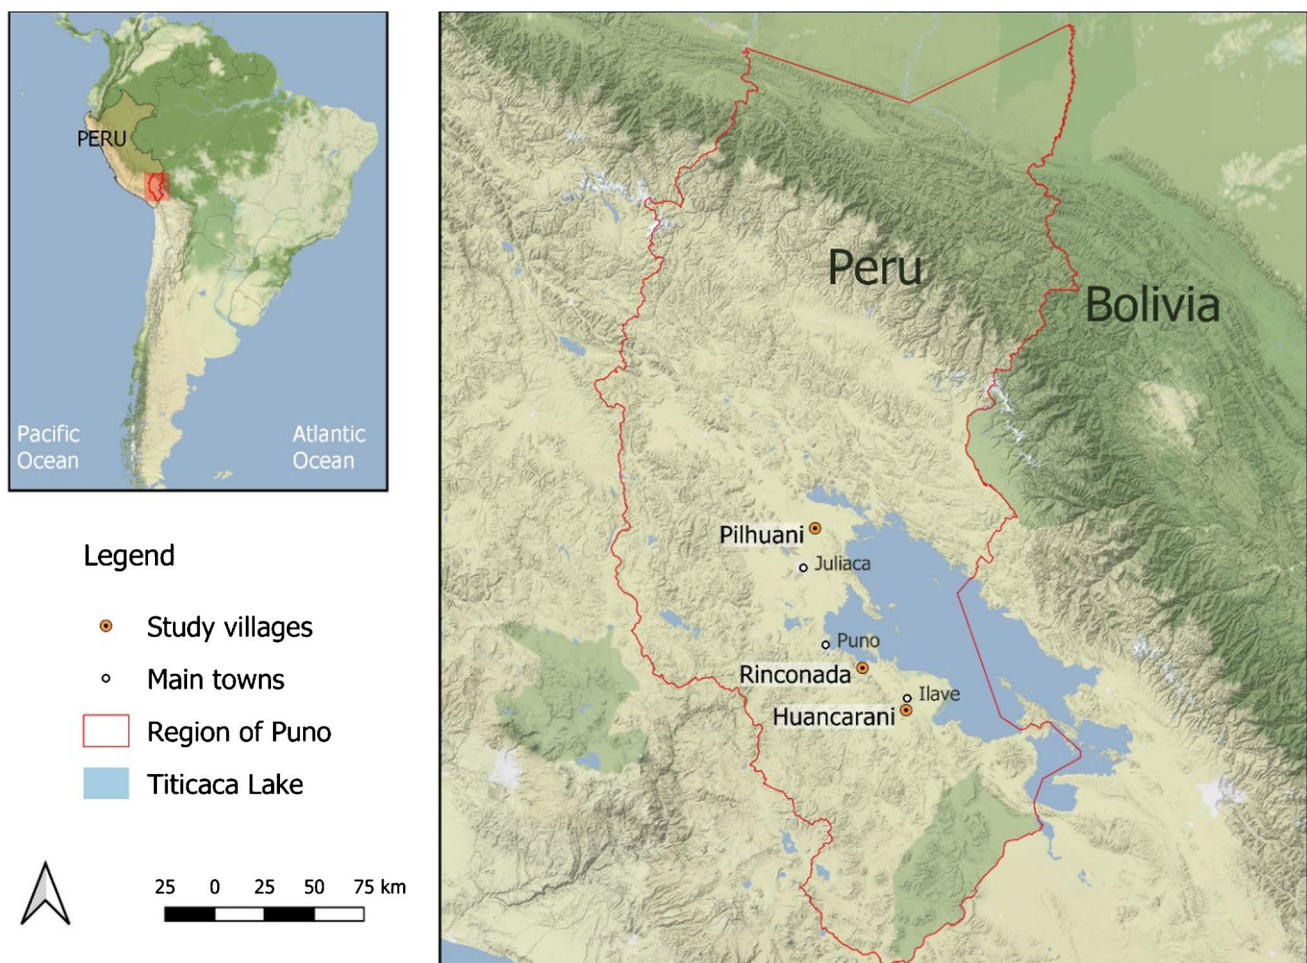 PERU
Pacific
Ocean
Atlantic
Ocean
Legend
Study villages
Main towns
Region of Puno
Titicaca Lake
25 0 25 50 75 km
Peru
Bolivia
Pilhuani
Juliaca
Puno
Rinconada
Ilave
Huancarani